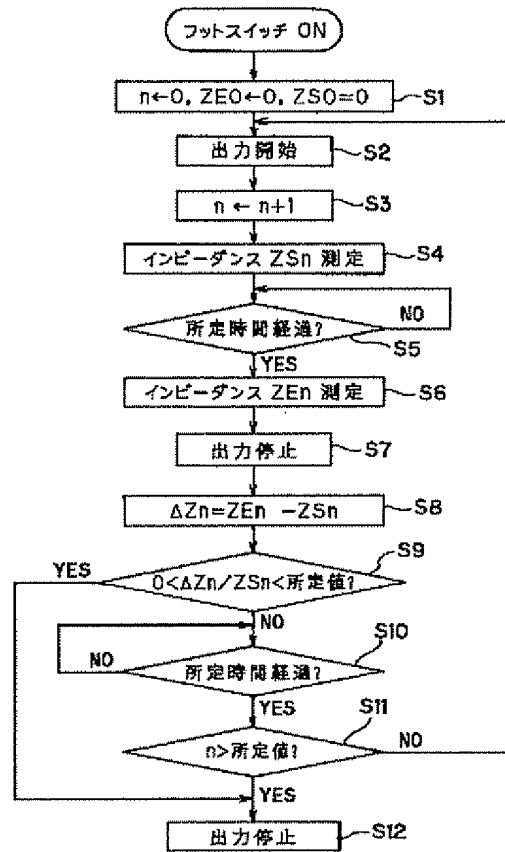 フットスイッチ ON
n←0, ZE0←0, ZS0=0
S1
出力開始
S2
n ← n+1
S3
インピーダンス ZSn 測定
S4
所定時間経過?
NO
S5
YES
インピーダンス ZEn 測定
S6
出力停止
S7
ΔZn=ZEn -ZSn
S8
0<ΔZn/ZSn<所定値?
S9
YES
NO
所定時間経過?
S10
NO
YES
n>所定値?
S11
NO
YES
出力停止
S12